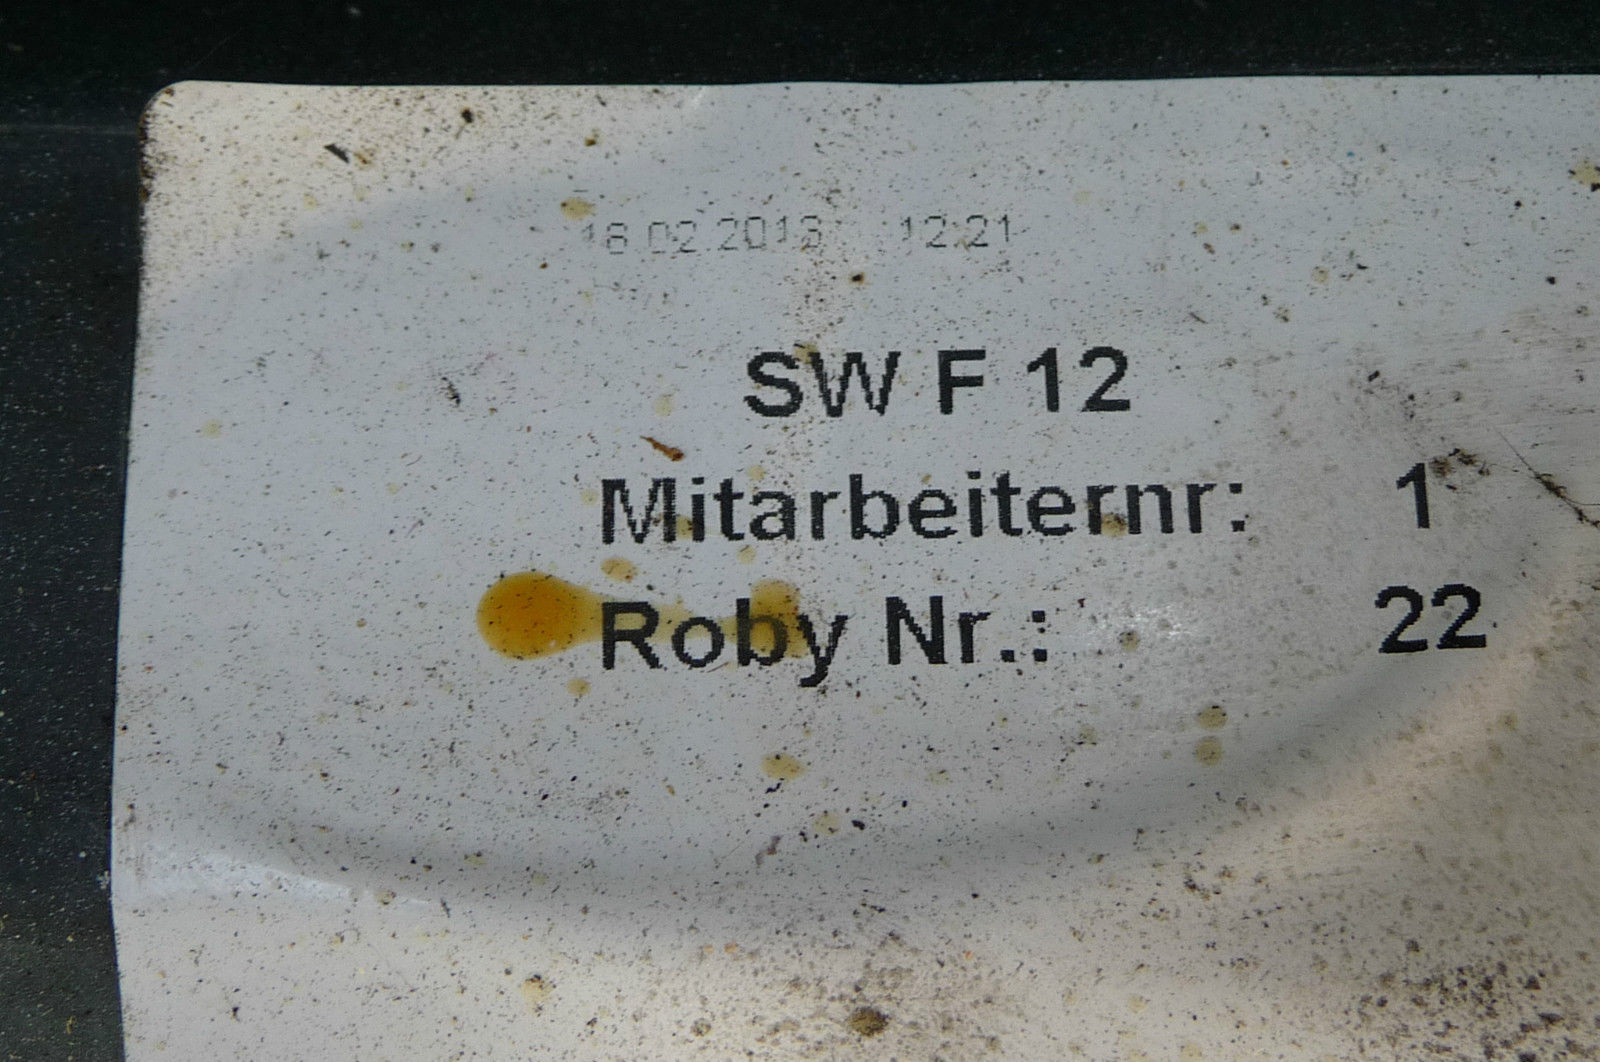 18.02.2013 12:21
SW F 12
Mitarbeiternr: 1
Roby Nr.: 22